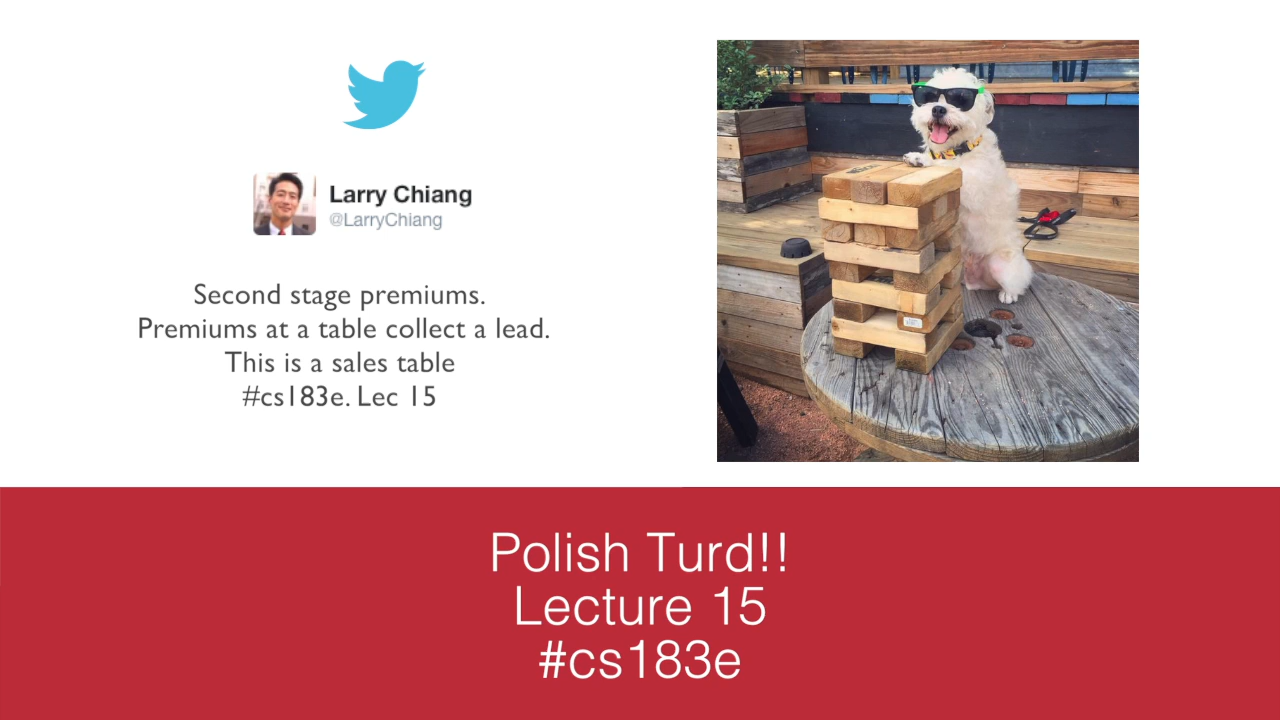 Larry Chiang
@LarryChiang
Second stage premiums.
Premiums at a table collect a lead.
This is a sales table
#cs183e. Lec 15
Polish Turd!!
Lecture 15
#cs183e